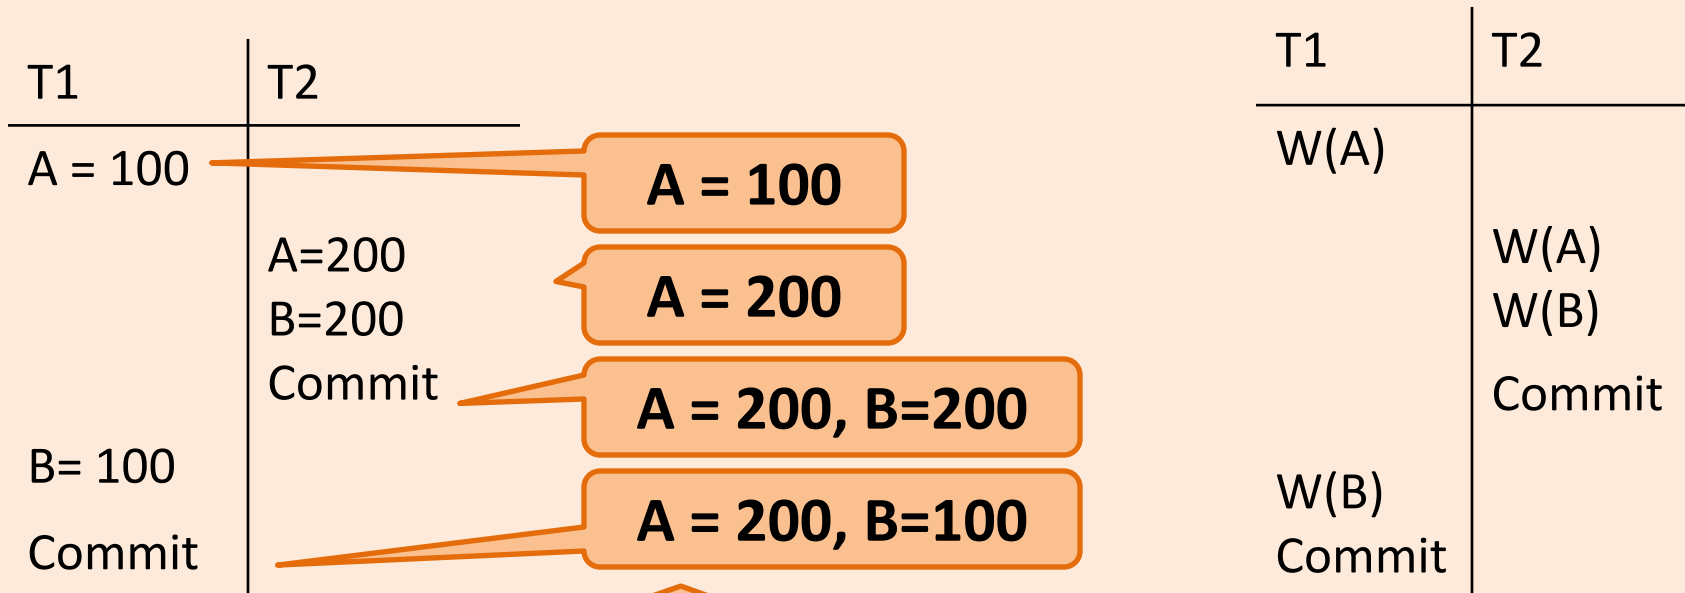 T1
T2
A = 100
A=200
B=200
Commit
B= 100
Commit
A = 100
A = 200
A = 200, B=200
A = 200, B=100
T1
T2
W(A)
W(A)
W(B)
Commit
W(B)
Commit